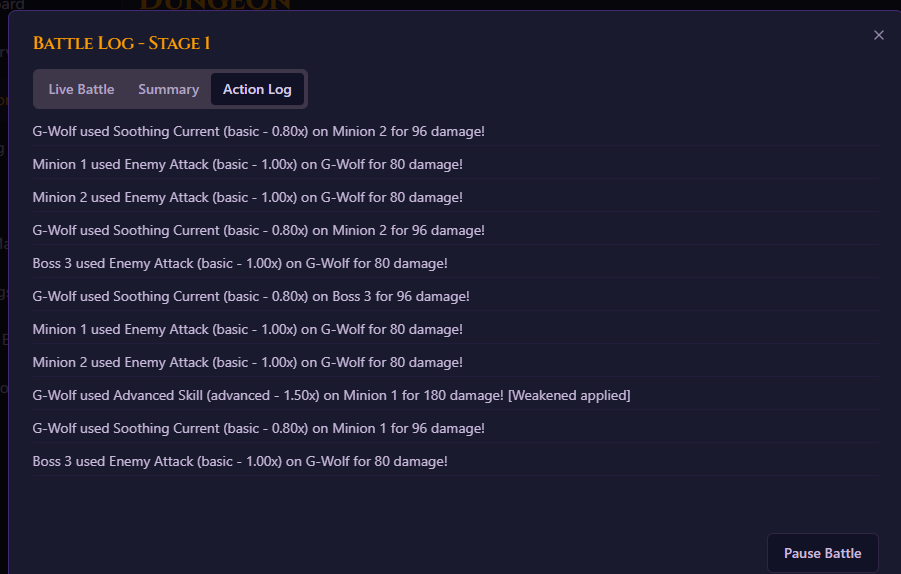 oard
DUNGEON
BATTLE LOG - STAGE 1
Live Battle Summary Action Log
G-Wolf used Soothing Current (basic - 0.80x) on Minion 2 for 96 damage!
Minion 1 used Enemy Attack (basic - 1.00x) on G-Wolf for 80 damage!
Minion 2 used Enemy Attack (basic - 1.00x) on G-Wolf for 80 damage!
G-Wolf used Soothing Current (basic - 0.80x) on Minion 2 for 96 damage!
Boss 3 used Enemy Attack (basic - 1.00x) on G-Wolf for 80 damage!
G-Wolf used Soothing Current (basic - 0.80x) on Boss 3 for 96 damage!
Minion 1 used Enemy Attack (basic - 1.00x) on G-Wolf for 80 damage!
Minion 2 used Enemy Attack (basic - 1.00x) on G-Wolf for 80 damage!
G-Wolf used Advanced Skill (advanced - 1.50x) on Minion 1 for 180 damage! [Weakened applied]
G-Wolf used Soothing Current (basic - 0.80x) on Minion 1 for 96 damage!
Boss 3 used Enemy Attack (basic - 1.00x) on G-Wolf for 80 damage!
Pause Battle